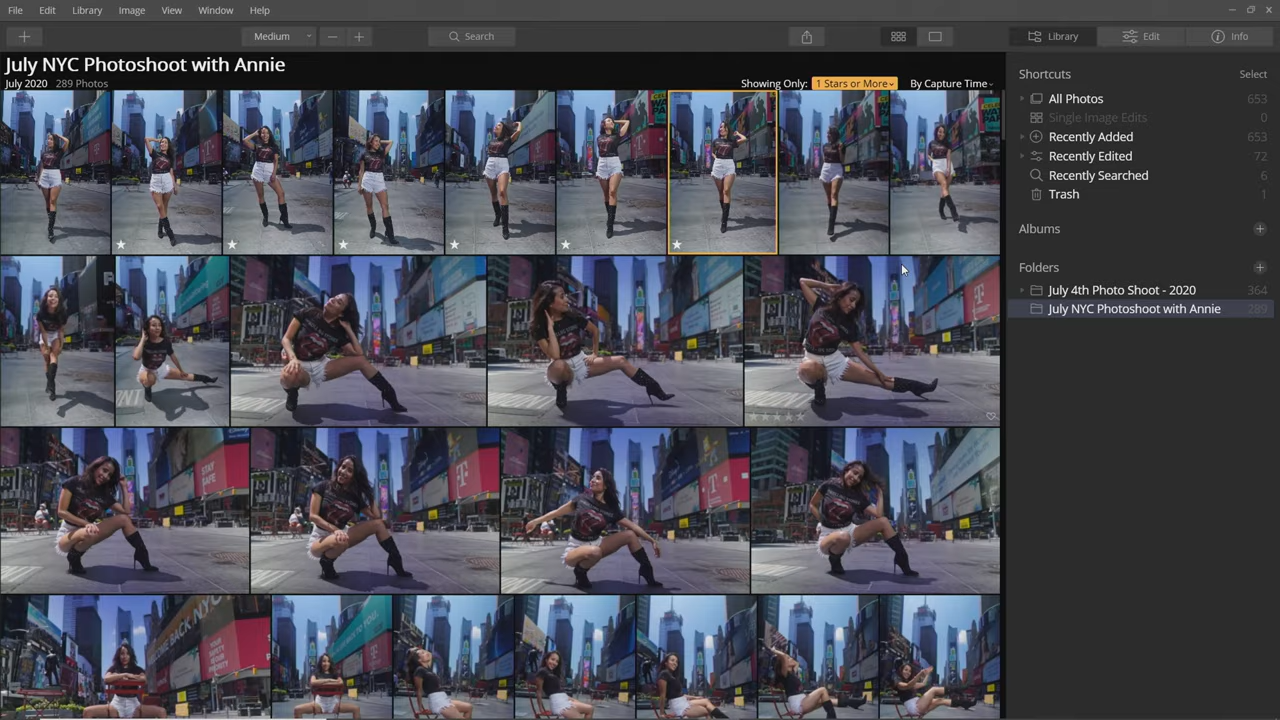 File Edit Library Image View Window Help
Medium Search Library Edit Info
July NYC Photoshoot with Annie
July 2020 289 Photos Showing Only: 1 Stars or More By Capture Time
Shortcuts Select
All Photos 653
Single Image Edits 0
Recently Added 653
Recently Edited 72
Recently Searched 6
Trash 1
Albums
Folders
July 4th Photo Shoot - 2020 364
July NYC Photoshoot with Annie 289